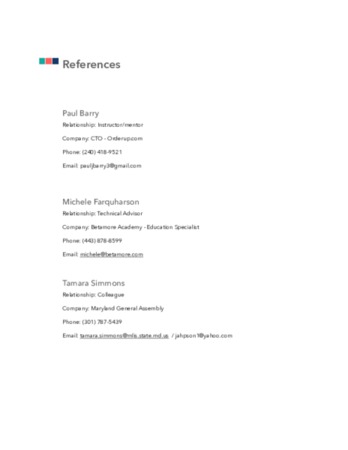 References
Paul Barry
Relationship: Instructor/mentor
Company: CTO - Orderup.com
Phone: (240) 418-9521
Email: pauljbarry3@gmail.com
Michele Farquharson
Relationship: Technical Advisor
Company: Betamore Academy - Education Specialist
Phone: (443) 878-8599
Email: michele@betamore.com
Tamara Simmons
Relationship: Colleague
Company: Maryland General Assembly
Phone: (301) 787-5439
Email: tamara.simmons@mlis.state.md.us / jahpson1@yahoo.com